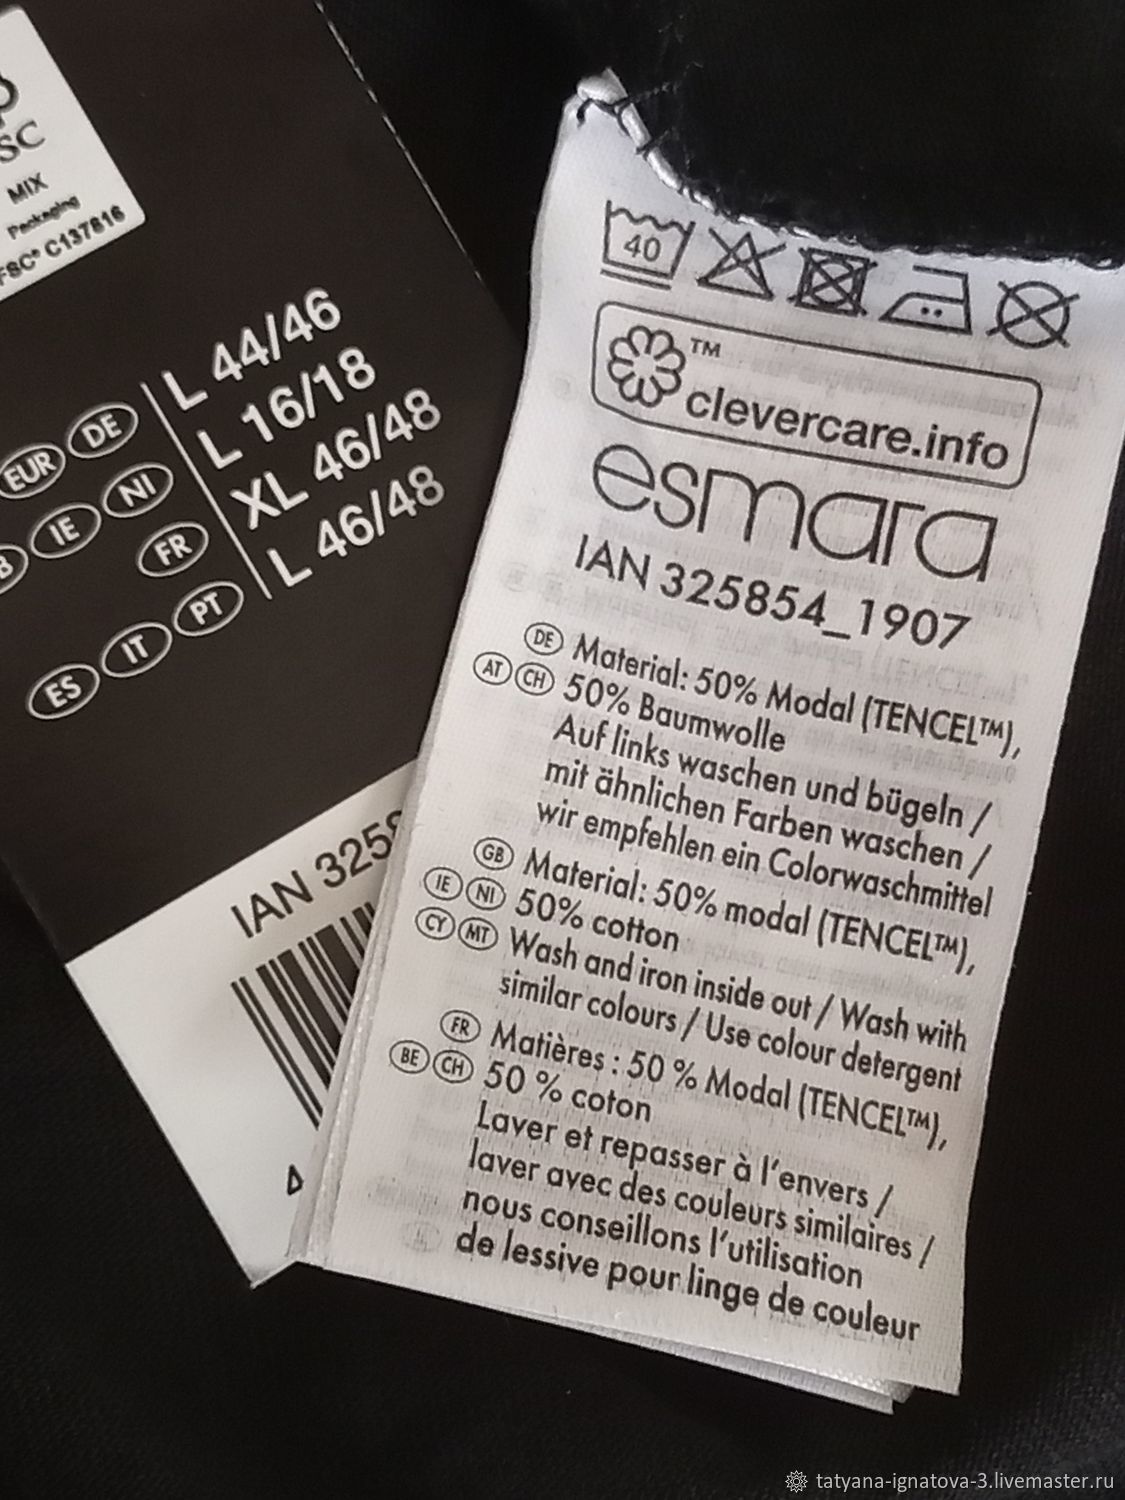 SC
MIX
Packaging
FSC® C137816
EUR DE L 44/46
B IE NI L 16/18
FR XL 46/48
ES IT PT L 46/48
IAN 3258
40
™
clevercare.info
esmara
IAN 325854_1907
DE Material: 50% Modal (TENCEL™),
AT CH 50% Baumwolle
Auf links waschen und bügeln /
mit ähnlichen Farben waschen /
wir empfehlen ein Colorwaschmittel
GB Material: 50% modal (TENCEL™),
IE NI 50% cotton
CY MT Wash and iron inside out / Wash with
similar colours / Use colour detergent
FR Matières : 50 % Modal (TENCEL™),
BE CH 50 % coton
Laver et repasser à l'envers /
laver avec des couleurs similaires /
nous conseillons l'utilisation
de lessive pour linge de couleur
tatyana-ignatova-3.livemaster.ru